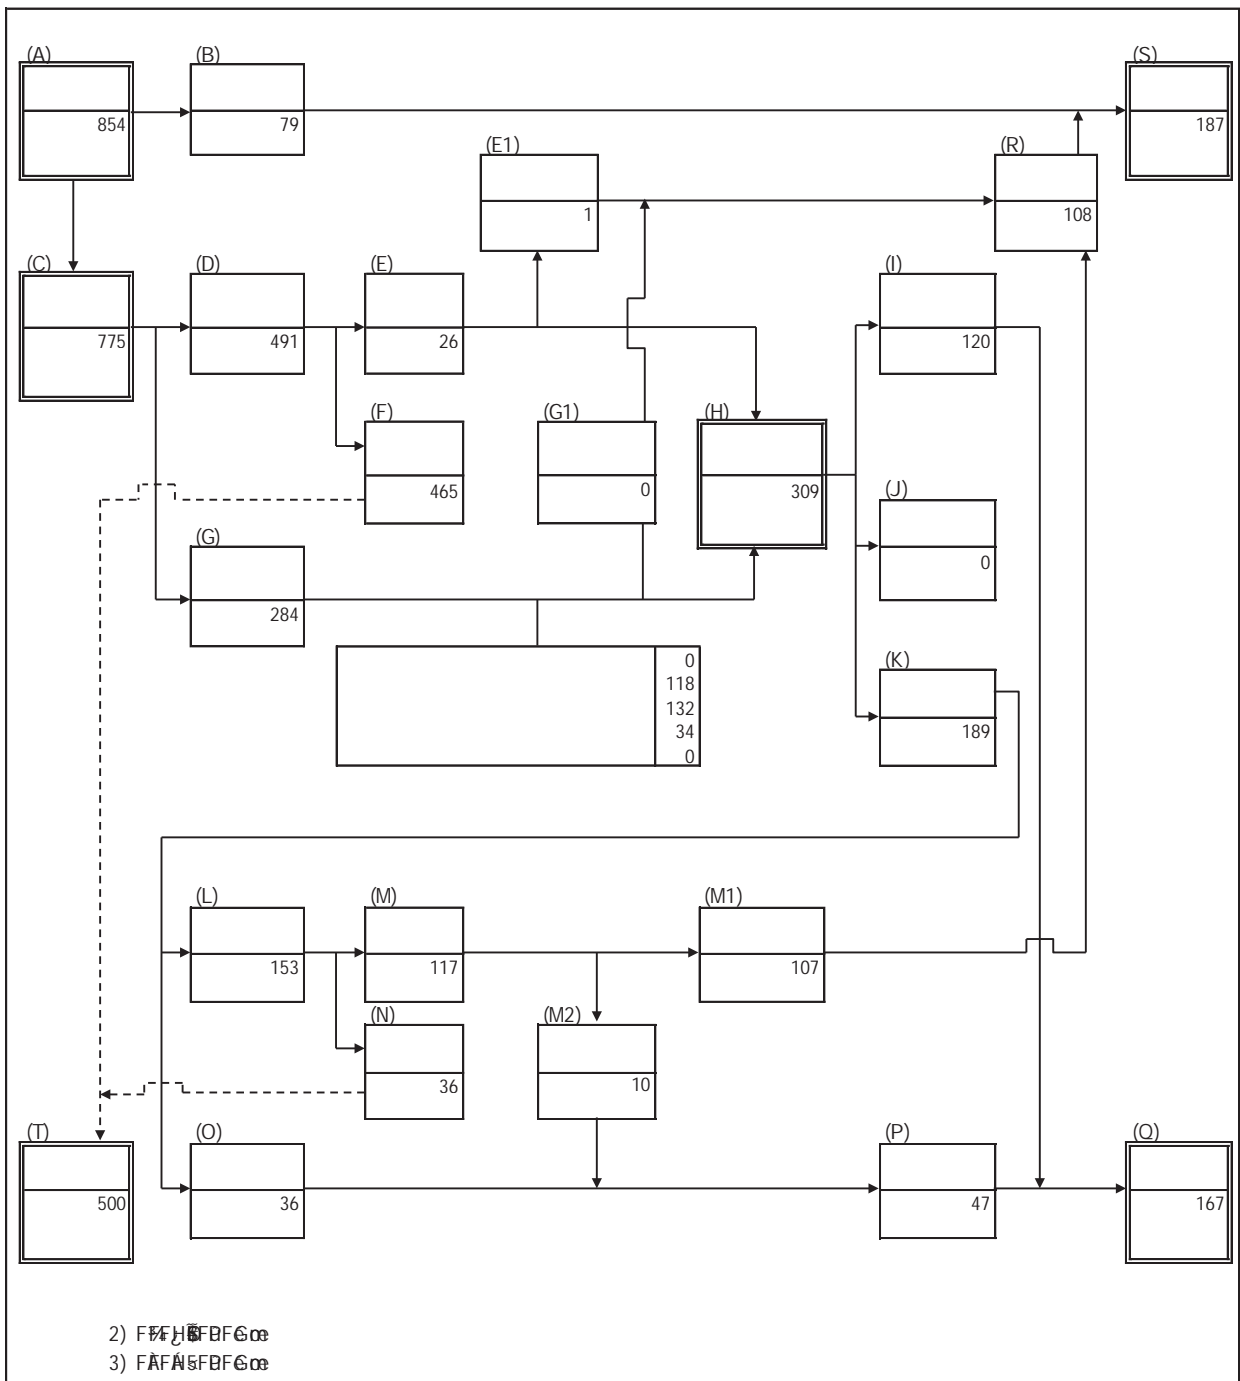 (A)
(B)
(S)
854
79
187
(E1)
(R)
1
108
(C)
(D)
(E)
(I)
775
491
26
120
(F)
(G1)
(H)
465
0
309
(J)
0
(G)
284
(K)
189
0
118
132
34
0
(L)
(M)
(M1)
153
117
107
(N)
(M2)
36
10
(T)
(O)
(P)
(Q)
500
36
47
167
2)
3)